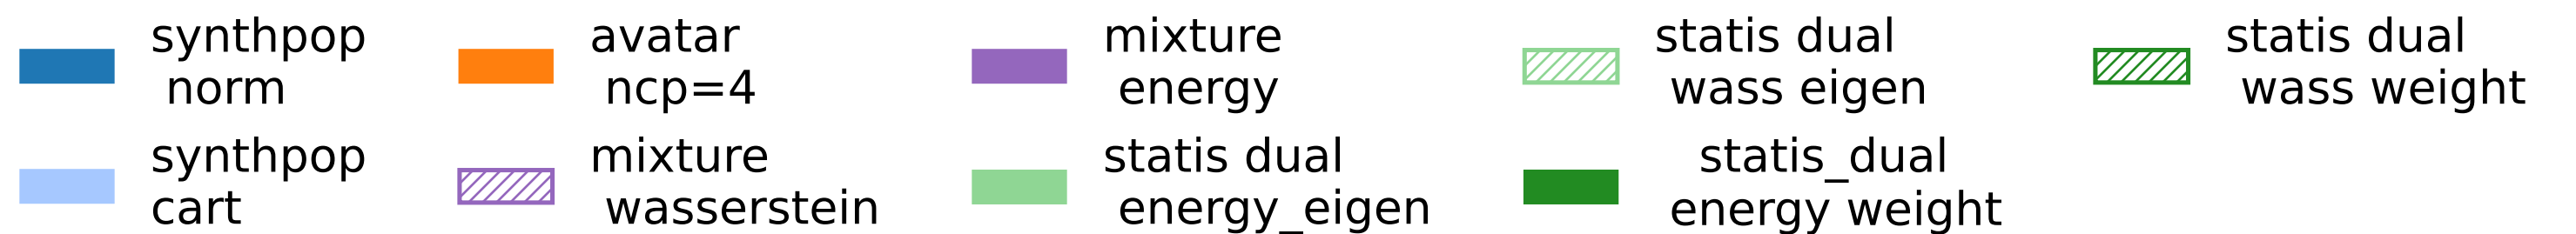 synthpop
norm
avatar
ncp=4
mixture
energy
statis dual
wass eigen
statis dual
wass weight
synthpop
cart
mixture
wasserstein
statis dual
energy_eigen
statis_dual
energy weight